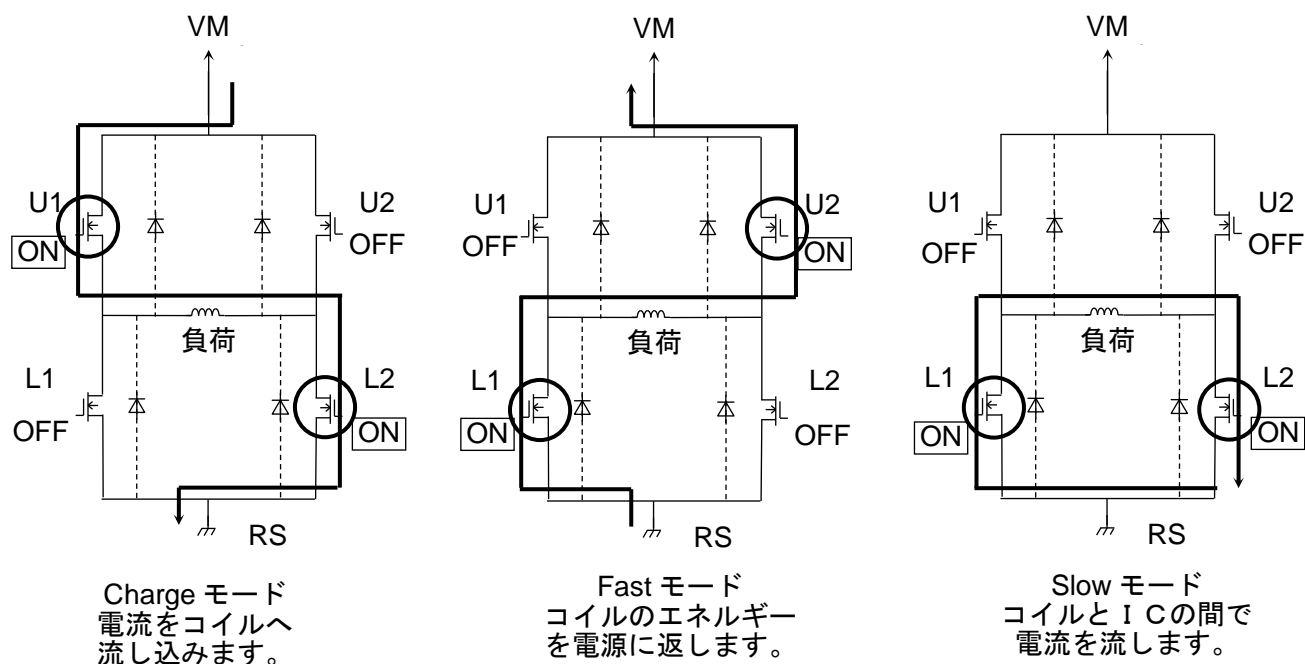 VM
U1
ON
U2
OFF
負荷
L1
OFF
L2
ON
RS
Charge モード
電流をコイルへ
流し込みます。
VM
U1
OFF
U2
ON
負荷
L1
ON
L2
OFF
RS
Fast モード
コイルのエネルギー
を電源に返します。
VM
U1
OFF
U2
OFF
負荷
L1
ON
L2
ON
RS
Slow モード
コイルとＩＣの間で
電流を流します。